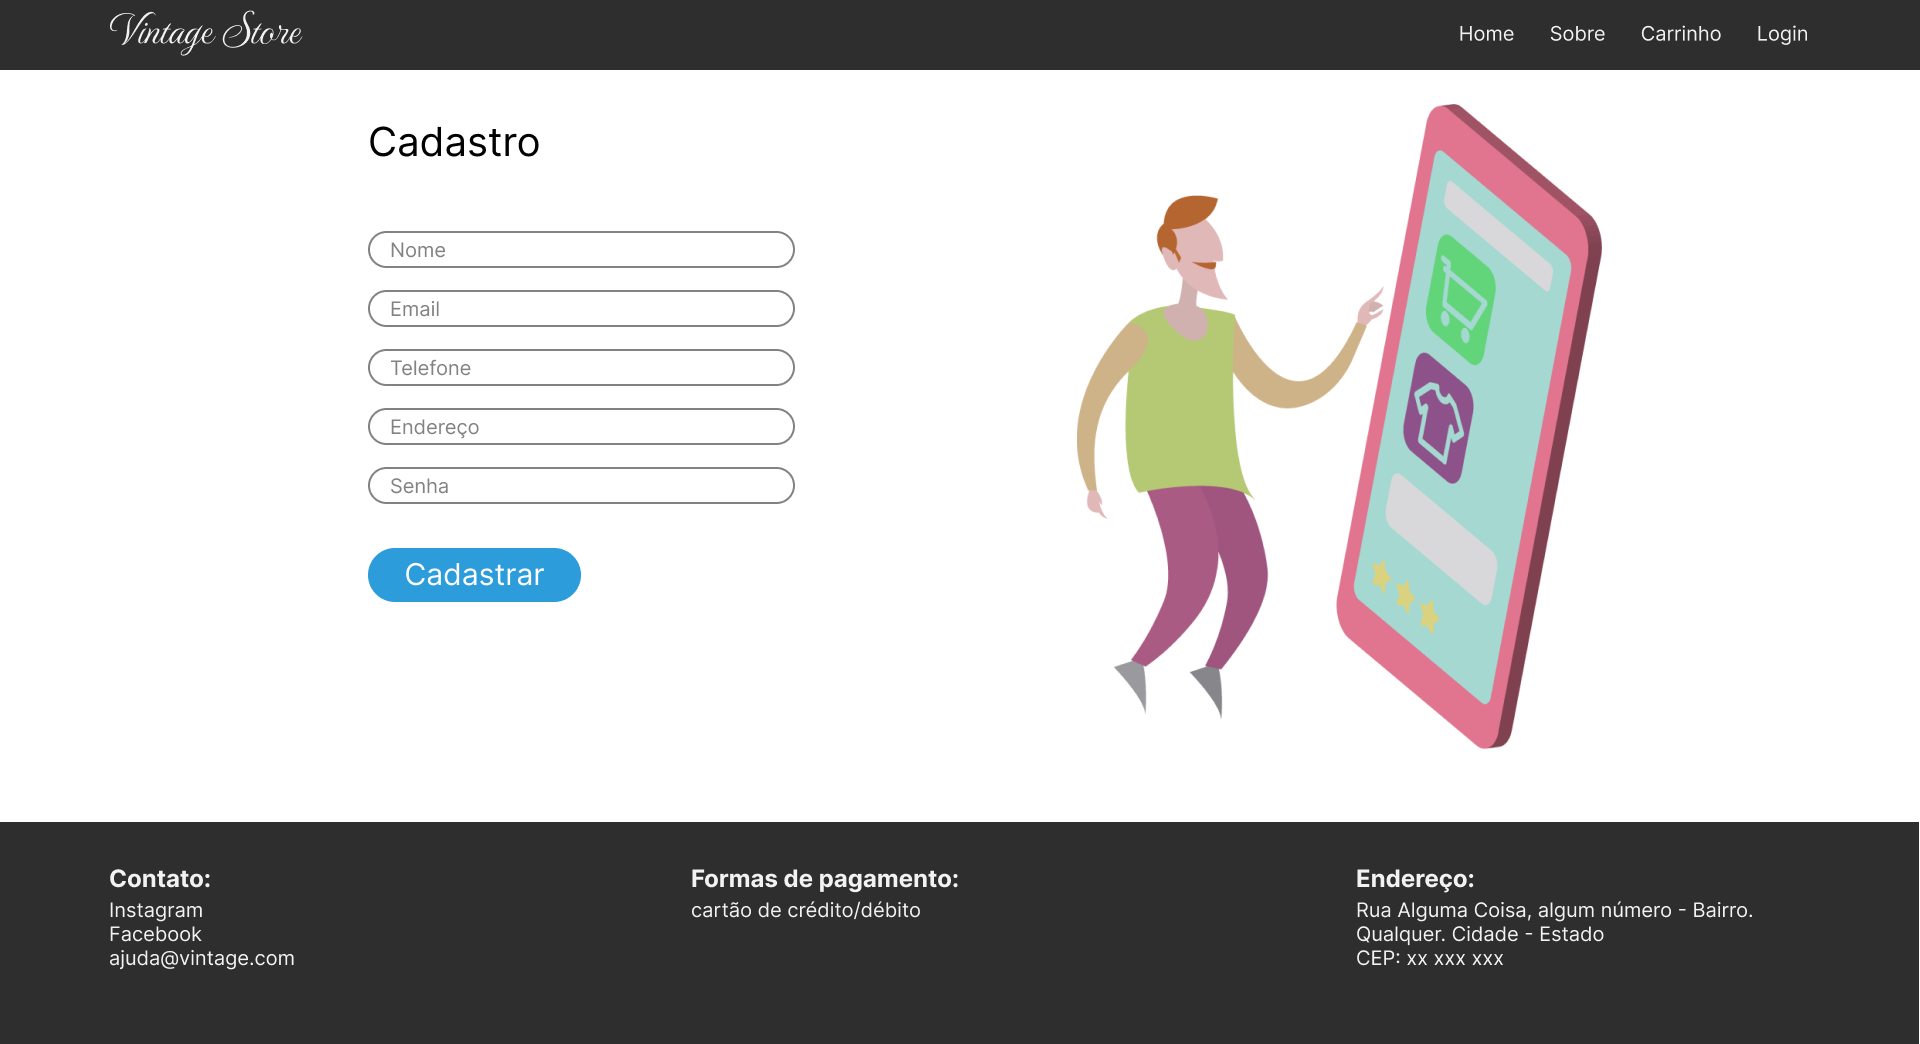 Vintage Store
Home Sobre Carrinho Login
Cadastro
Nome
Email
Telefone
Endereço
Senha
Cadastrar
Contato:
Instagram
Facebook
ajuda@vintage.com
Formas de pagamento:
cartão de crédito/débito
Endereço:
Rua Alguma Coisa, algum número - Bairro.
Qualquer. Cidade - Estado
CEP: xx xxx xxx